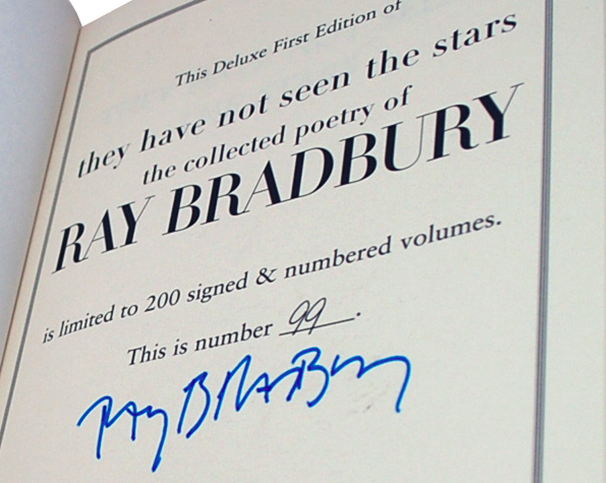 This Deluxe First Edition of
they have not seen the stars
the collected poetry of
RAY BRADBURY
is limited to 200 signed & numbered volumes.
This is number 99.
Ray Bradbury